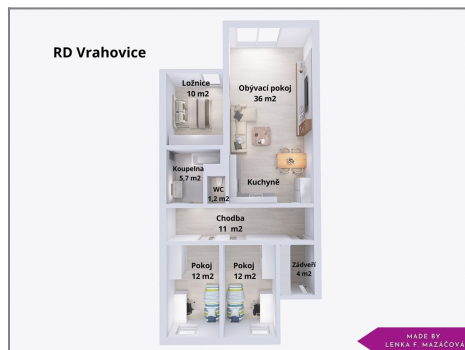 RD Vrahovice
Ložnice
10 m2
Obývací pokoj
36 m2
Koupelna
5,7 m2
WC
1,2 m2
Kuchyně
Chodba
11 m2
Pokoj
12 m2
Pokoj
12 m2
Zádveří
4 m2
MADE BY
LENKA F. MAZÁČOVÁ